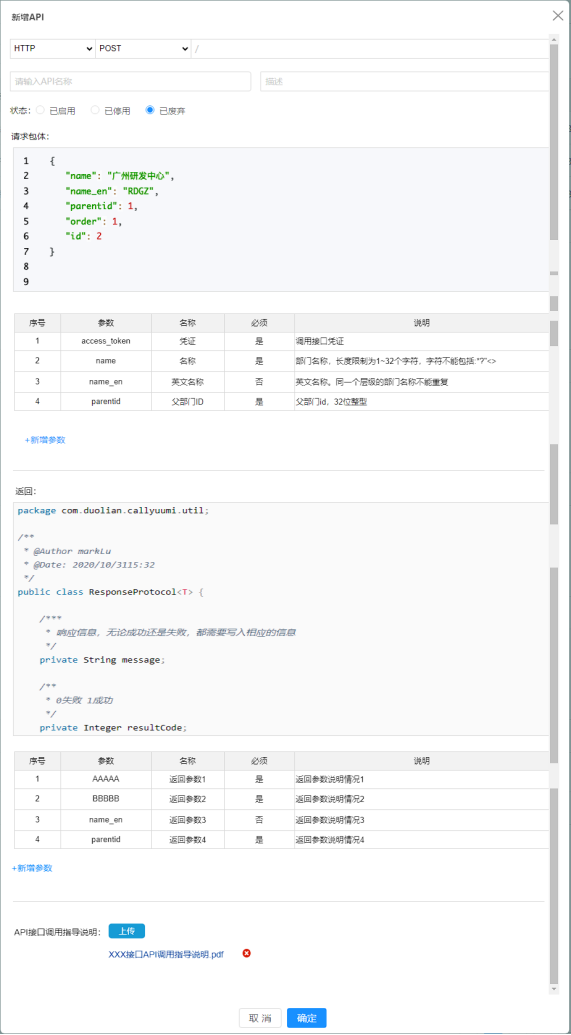 新增API
HTTP POST /
请输入API名称 描述
状态： 已启用 已停用 已废弃
请求包体：
1 {
2 "name": "广州研发中心",
3 "name_en": "RDGZ",
4 "parentid": 1,
5 "order": 1,
6 "id": 2
7 }
8
9
序号 参数 名称 必须 说明
1 access_token 凭证 是 调用接口凭证
2 name 名称 是 部门名称，长度限制为1~32个字符，字符不能包括:"?"<>
3 name_en 英文名称 否 英文名称。同一个层级的部门名称不能重复
4 parentid 父部门ID 是 父部门id，32位整型
+新增参数
返回：
package com.duolian.callyuumi.util;
/**
* @Author markLu
* @Date: 2020/10/3115:32
*/
public class ResponseProtocol<T> {
/***
* 响应信息，无论成功还是失败，都需要写入相应的信息
*/
private String message;
/**
* 0失败 1成功
*/
private Integer resultCode;
序号 参数 名称 必须 说明
1 AAAAA 返回参数1 是 返回参数说明情况1
2 BBBBB 返回参数2 是 返回参数说明情况2
3 name_en 返回参数3 否 返回参数说明情况3
4 parentid 返回参数4 是 返回参数说明情况4
+新增参数
API接口调用指导说明： 上传
XXX接口API调用指导说明.pdf
取 消 确定